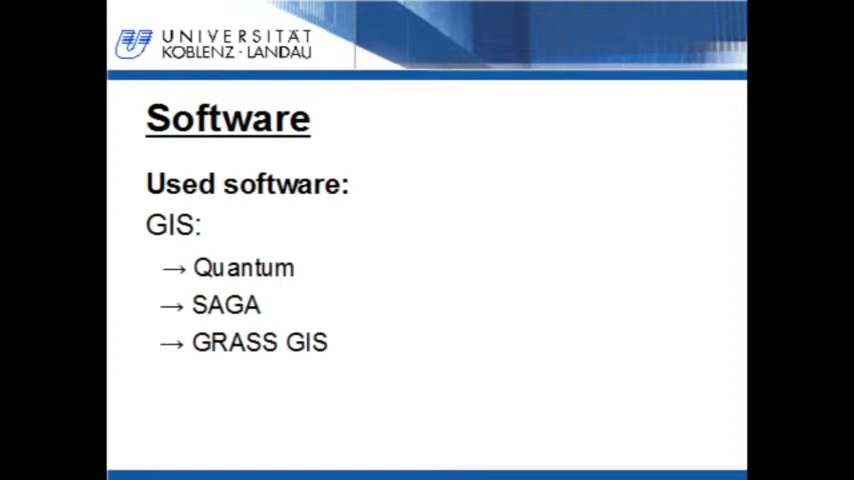 UNIVERSITÄT
KOBLENZ · LANDAU
Software
Used software:
GIS:
→ Quantum
→ SAGA
→ GRASS GIS